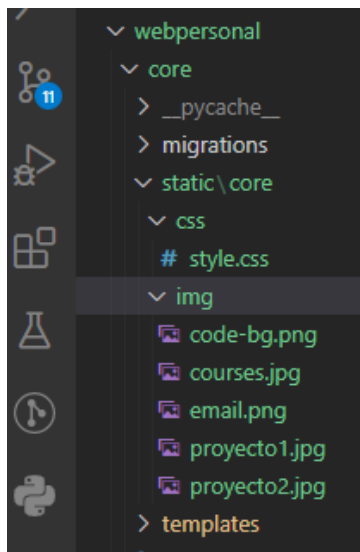 webpersonal
core
__pycache__
migrations
static\core
css
# style.css
img
code-bg.png
courses.jpg
email.png
proyecto1.jpg
proyecto2.jpg
templates
11